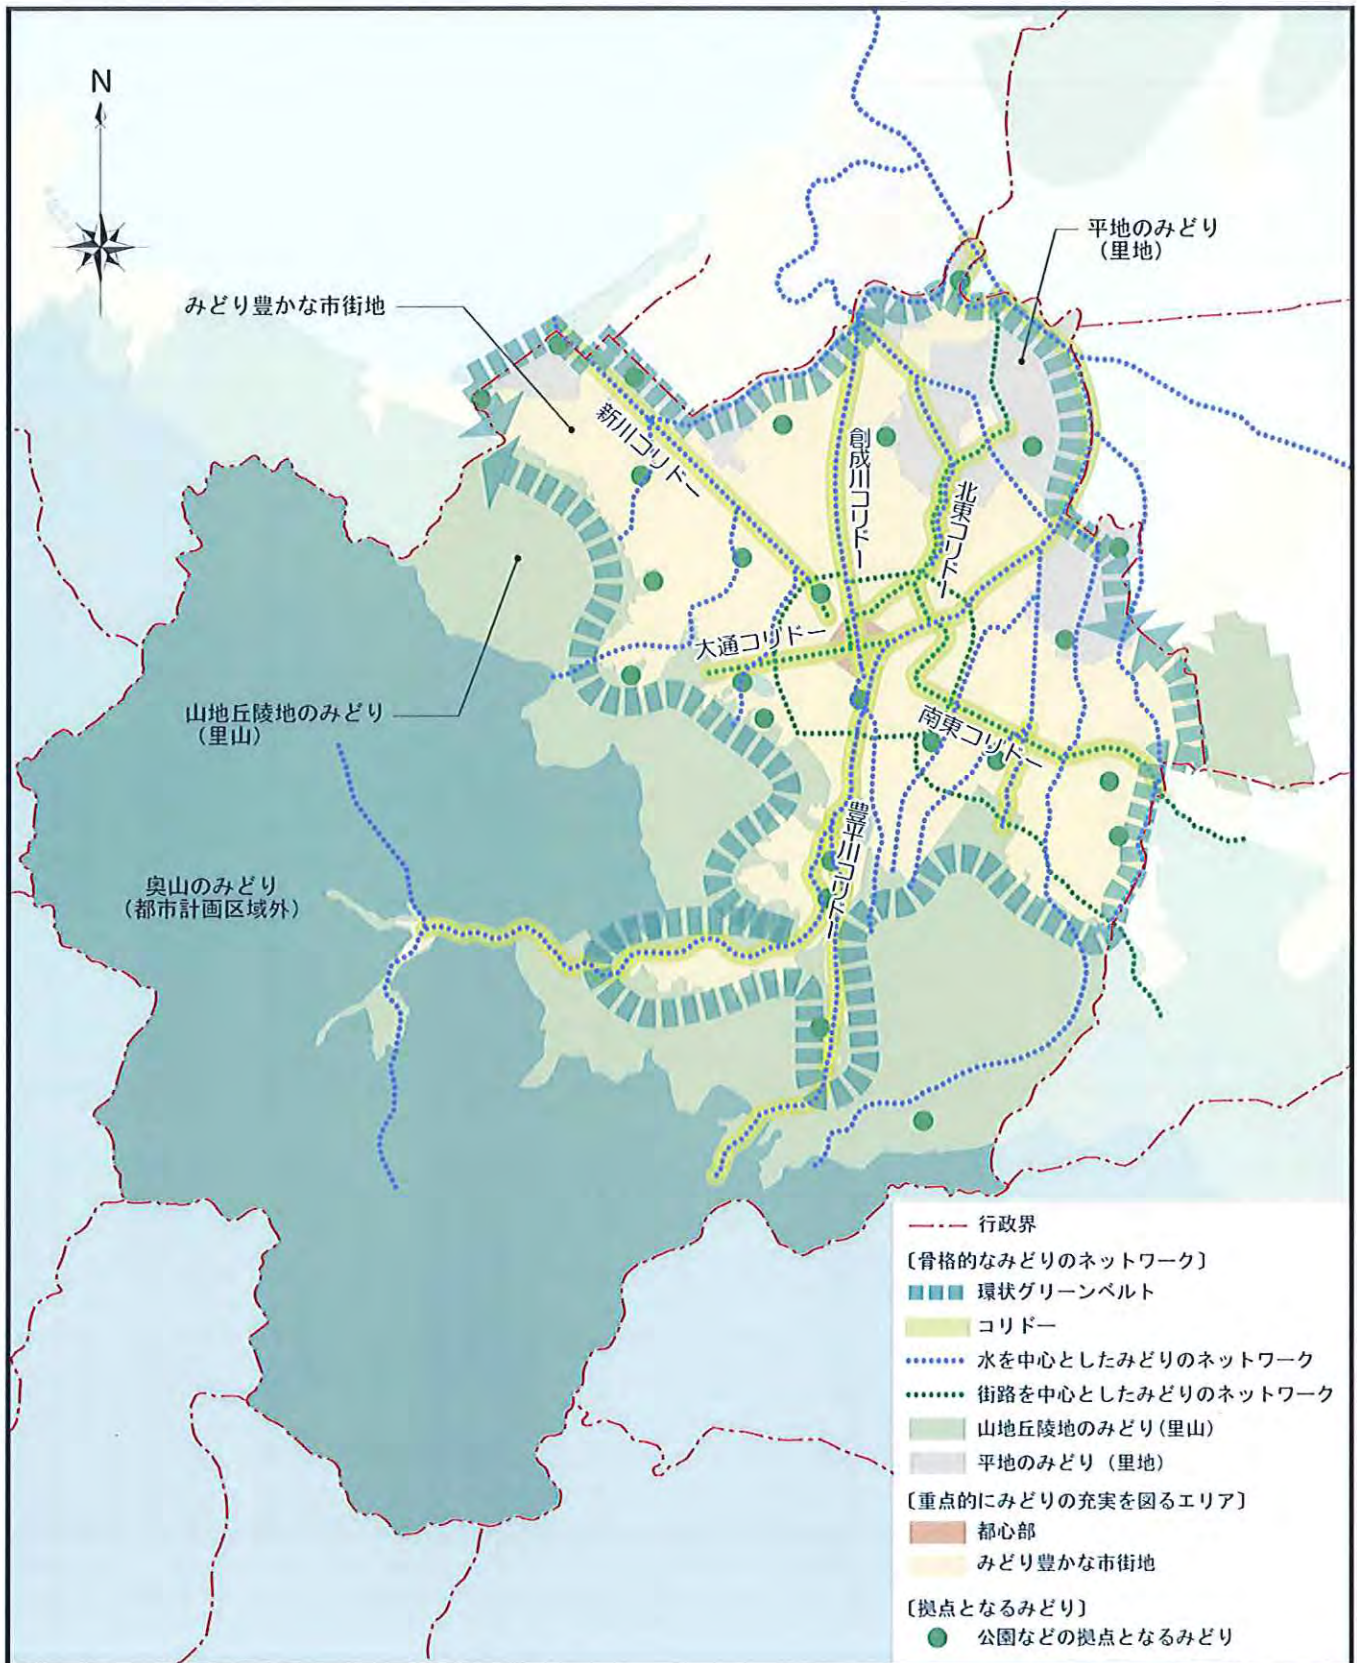 N
平地のみどり
(里地)
みどり豊かな市街地
新川コリドー
創成川コリドー
北東コリドー
大通コリドー
山地丘陵地のみどり
(里山)
南東コリドー
豊平川コリドー
奥山のみどり
(都市計画区域外)
行政界
〔骨格的なみどりのネットワーク〕
環状グリーンベルト
コリドー
水を中心としたみどりのネットワーク
街路を中心としたみどりのネットワーク
山地丘陵地のみどり(里山)
平地のみどり (里地)
〔重点的にみどりの充実を図るエリア〕
都心部
みどり豊かな市街地
〔拠点となるみどり〕
公園などの拠点となるみどり